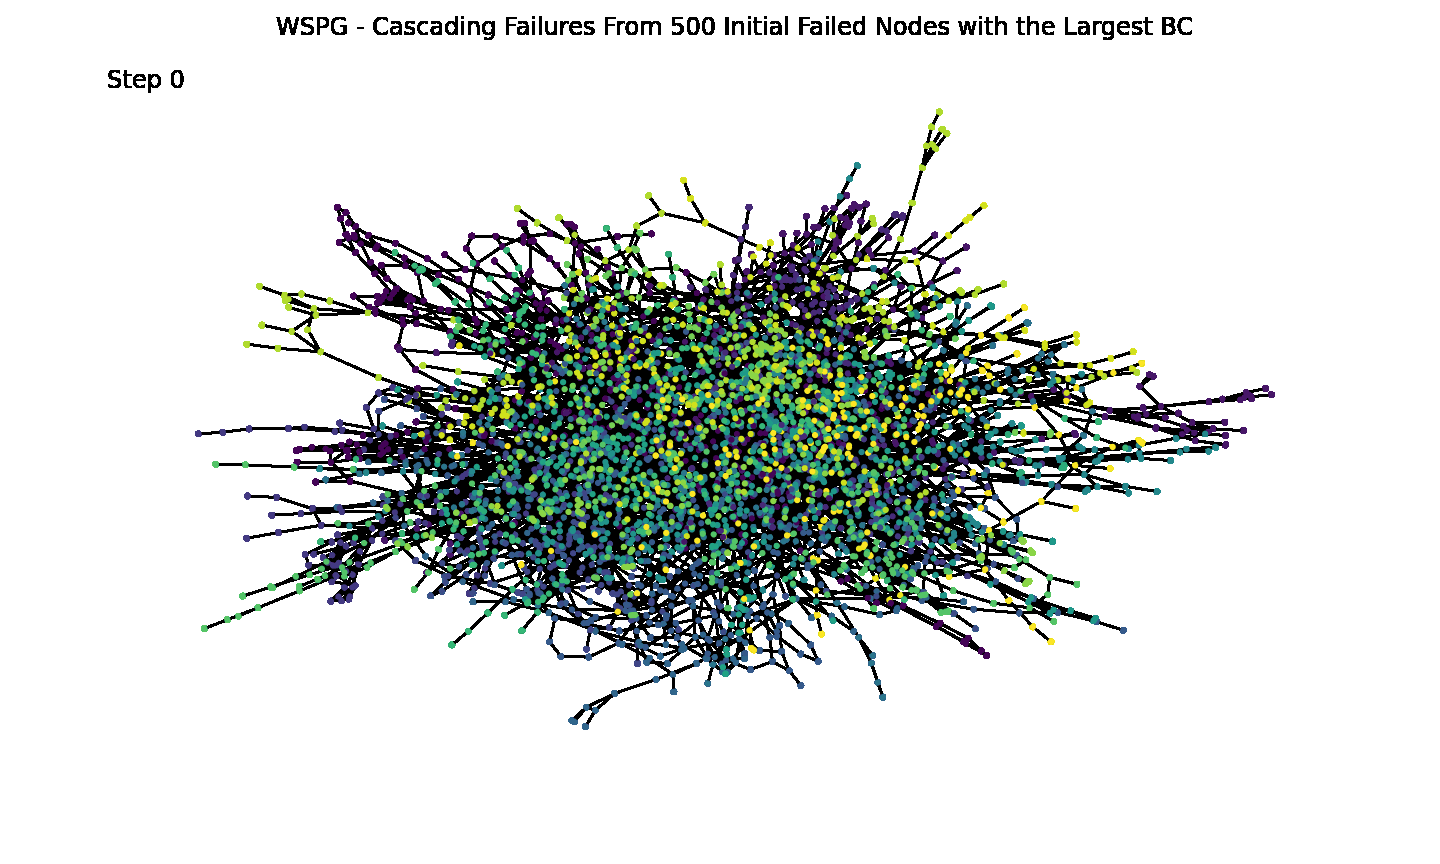 WSPG - Cascading Failures From 500 Initial Failed Nodes with the Largest BC
Step 0